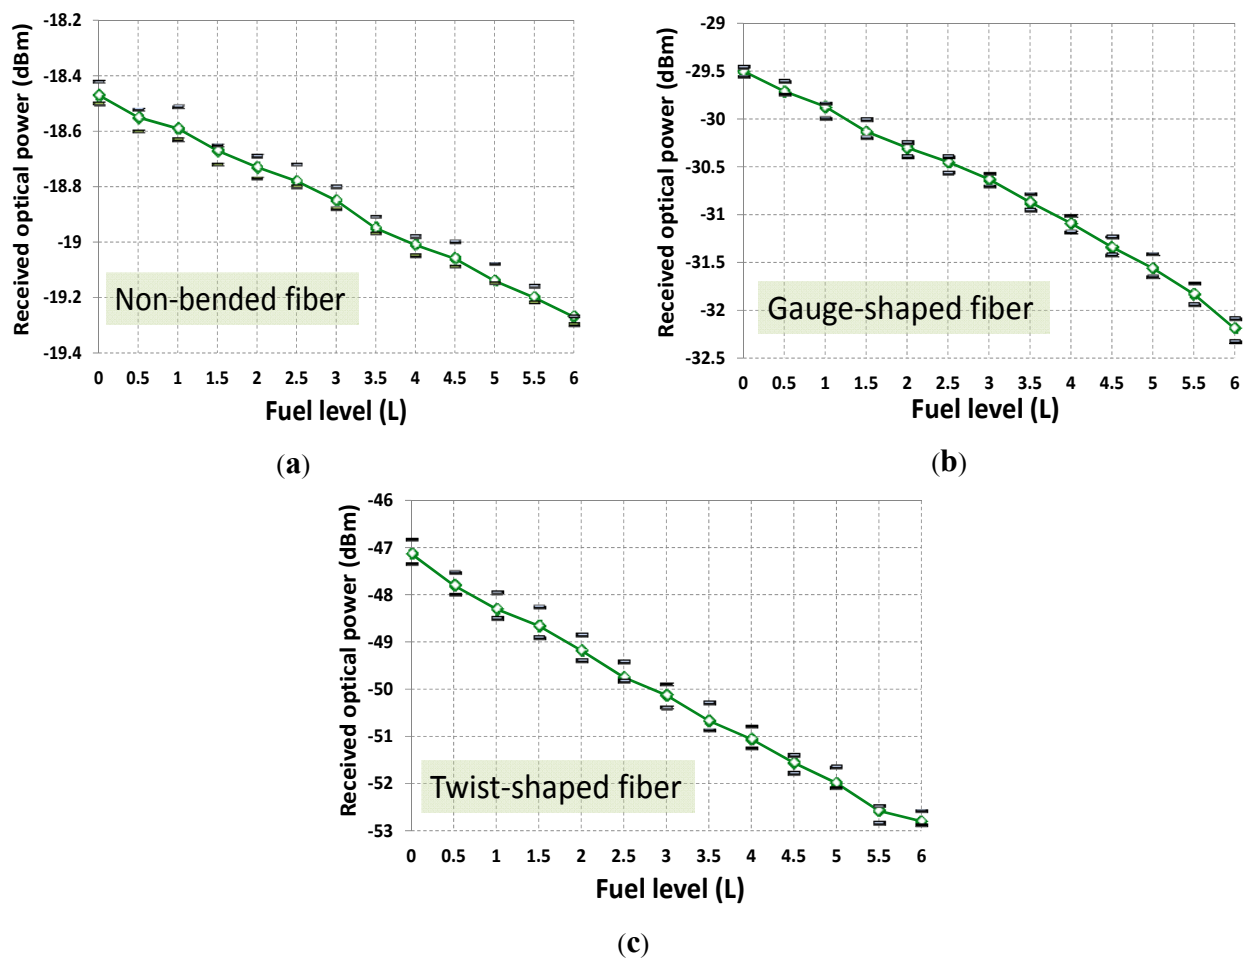 Received optical power (dBm)
-18.2
-18.4
-18.6
-18.8
-19
-19.2
-19.4
Non-bended fiber
0 0.5 1 1.5 2 2.5 3 3.5 4 4.5 5 5.5 6
Fuel level (L)
(a)
Received optical power (dBm)
-29
-29.5
-30
-30.5
-31
-31.5
-32
-32.5
Gauge-shaped fiber
0 0.5 1 1.5 2 2.5 3 3.5 4 4.5 5 5.5 6
Fuel level (L)
(b)
Received optical power (dBm)
-46
-47
-48
-49
-50
-51
-52
-53
Twist-shaped fiber
0 0.5 1 1.5 2 2.5 3 3.5 4 4.5 5 5.5 6
Fuel level (L)
(c)